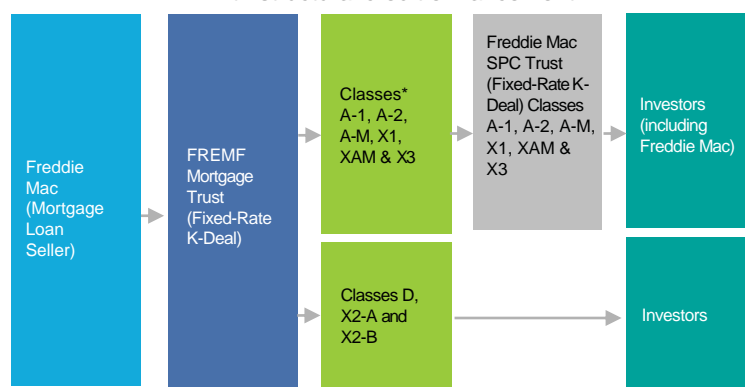 Freddie
Mac
(Mortgage
Loan
Seller)
FREMF
Mortgage
Trust
(Fixed-Rate
K-Deal)
Classes*
A-1, A-2,
A-M, X1,
XAM & X3
Freddie Mac
SPC Trust
(Fixed-Rate K-
Deal) Classes
A-1, A-2, A-M,
X1, XAM &
X3
Investors
(including
Freddie Mac)
Classes D,
X2-A and
X2-B
Investors